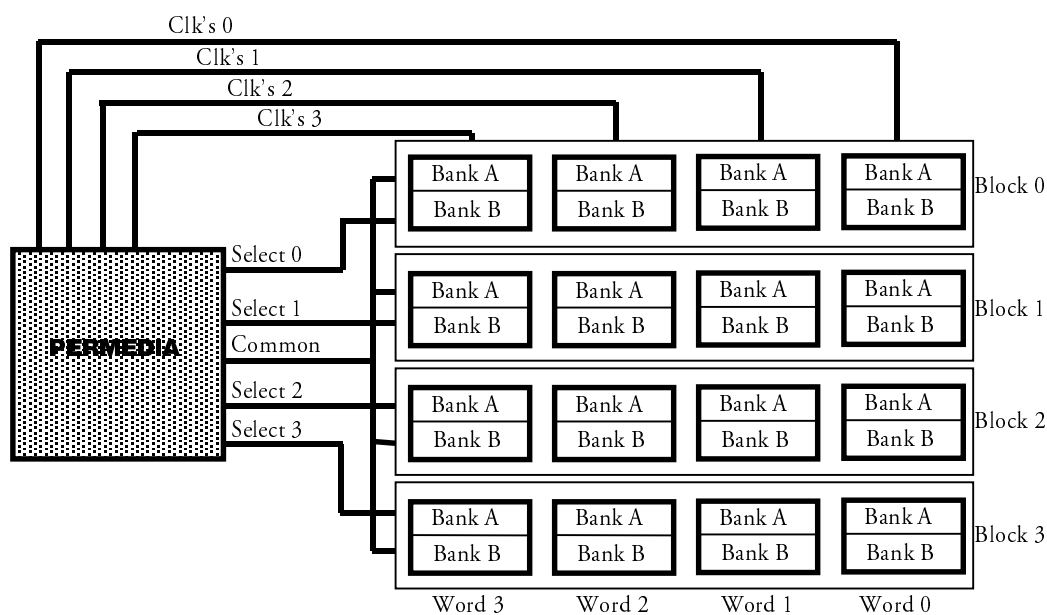 Clk's 0
Clk's 1
Clk's 2
Clk's 3
Bank A Bank A Bank A Bank A
Bank B Bank B Bank B Bank B
Block 0
Select 0
Bank A Bank A Bank A Bank A
Select 1
Bank B Bank B Bank B Bank B
Block 1
PERMEDIA
Common
Select 2
Bank A Bank A Bank A Bank A
Block 2
Select 3
Bank B Bank B Bank B Bank B
Bank A Bank A Bank A Bank A
Block 3
Bank B Bank B Bank B Bank B
Word 3 Word 2 Word 1 Word 0